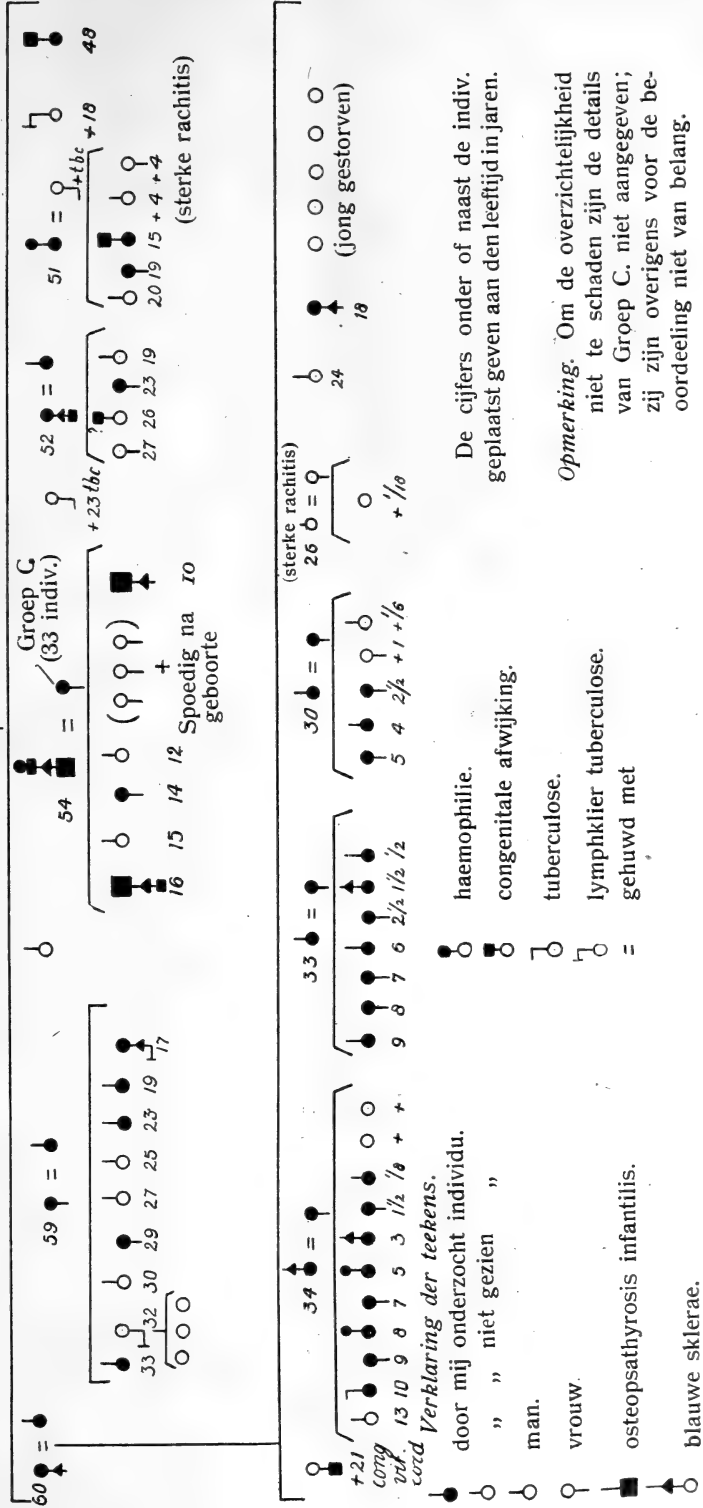 Groep C
(33 indiv.)
60 = 59 = 54 = +23 tbc 52 = 51 = +tbc +18 48
?
33 32 30 29 27 25 23 19 17
16 15 14 12 ( ) 10
+
Spoedig na
geboorte
27 26 23 19
20 19 15 +4 +4
(sterke rachitis)
34 = 33 = 30 =
(sterke rachitis)
26 =
+21
cong
vit.
cord
13 10 9 8 7 5 3 1½ ⅛ + +
9 8 7 6 2½ 1½ ½
5 4 2½ +1 +1/6
+1/10
24
18
(jong gestorven)
Verklaring der teekens.
door mij onderzocht individu.
„ „ niet gezien „
man.
vrouw.
osteopsathyrosis infantilis.
blauwe sklerae.
haemophilie.
congenitale afwijking.
tuberculose.
lymphklier tuberculose.
= gehuwd met
De cijfers onder of naast de indiv.
geplaatst geven aan den leeftijd in jaren.
Opmerking. Om de overzichtelijkheid
niet te schaden zijn de details
van Groep C. niet aangegeven;
zij zijn overigens voor de be-
oordeeling niet van belang.